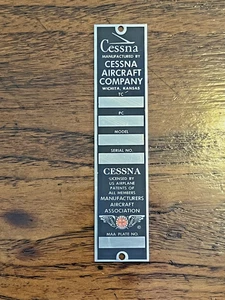 Cessna
MANUFACTURED BY
CESSNA
AIRCRAFT
COMPANY
WICHITA, KANSAS
TC
PC
MODEL
SERIAL NO.
CESSNA
LICENSED BY
US AIRPLANE
PATENTS OF
ALL MEMBERS
MANUFACTURERS
AIRCRAFT
ASSOCIATION
®
MAA PLATE NO.